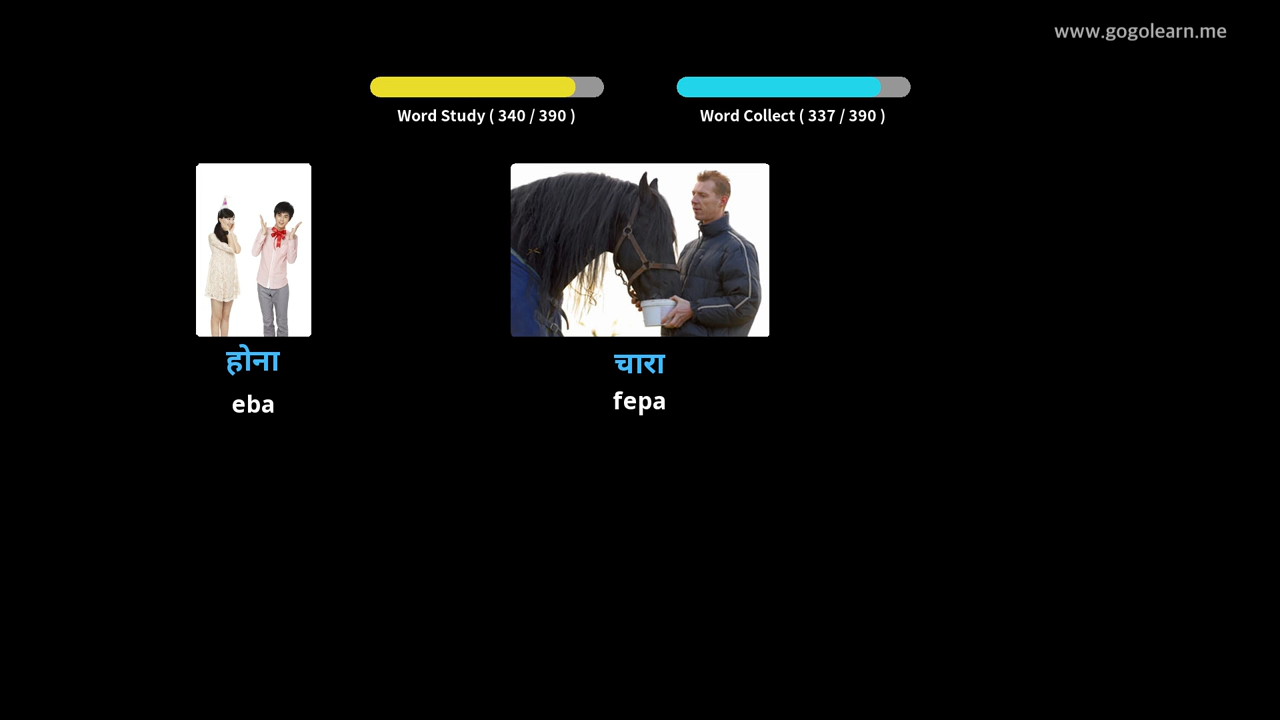 www.gogolearn.me
Word Study ( 340 / 390 )
Word Collect ( 337 / 390 )
होना
eba
चारा
fepa